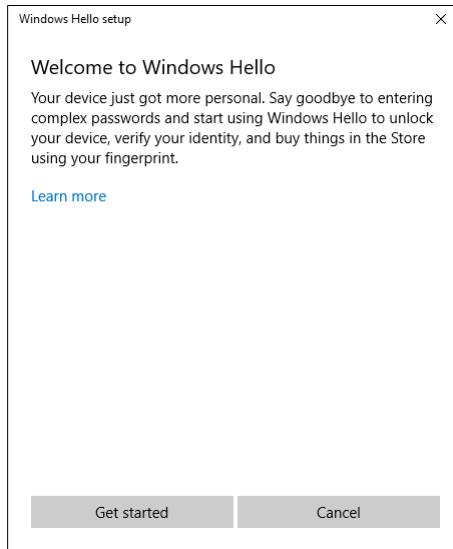 Windows Hello setup
Welcome to Windows Hello
Your device just got more personal. Say goodbye to entering
complex passwords and start using Windows Hello to unlock
your device, verify your identity, and buy things in the Store
using your fingerprint.
Learn more
Get started
Cancel